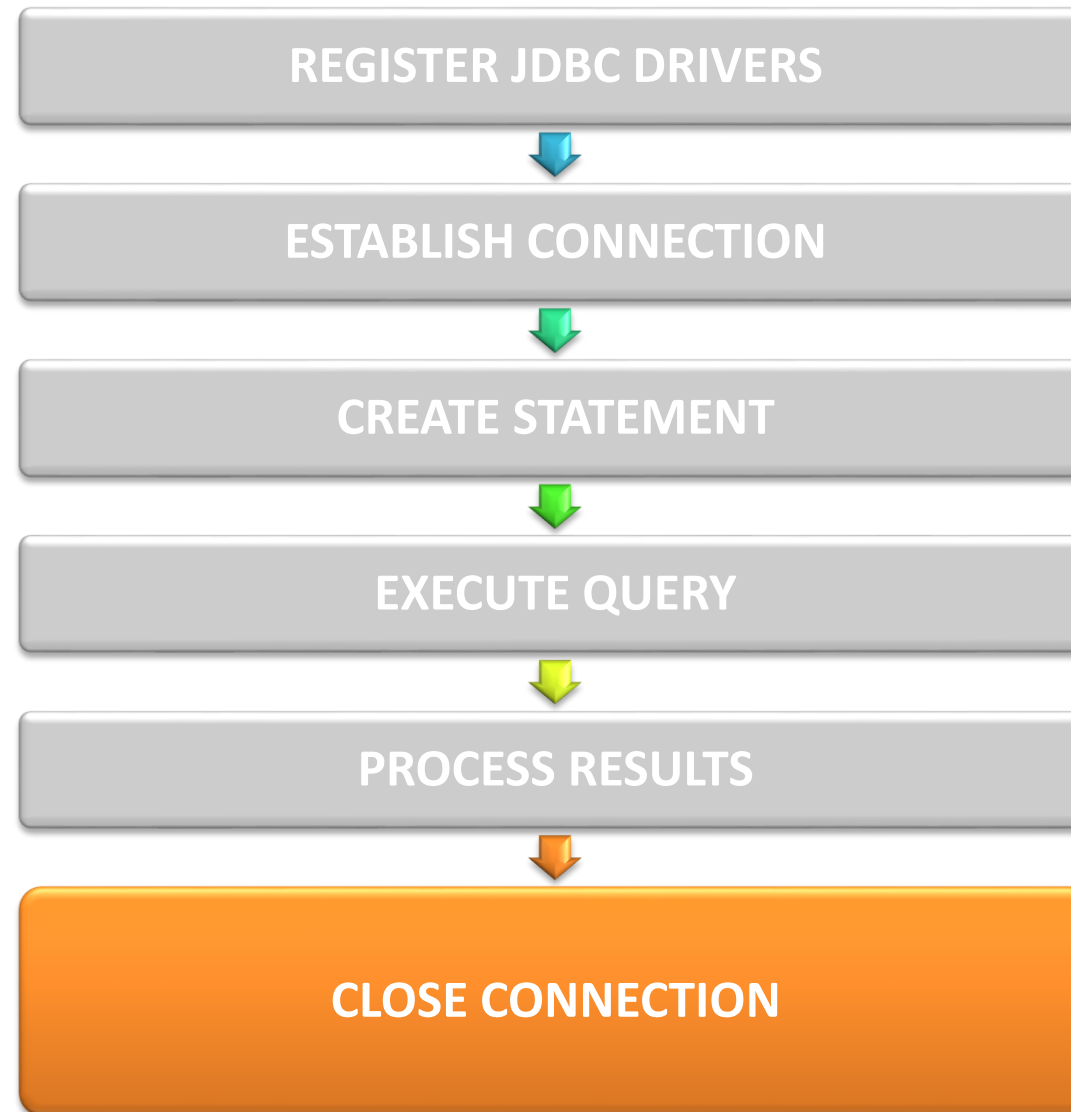 REGISTER JDBC DRIVERS
ESTABLISH CONNECTION
CREATE STATEMENT
EXECUTE QUERY
PROCESS RESULTS
CLOSE CONNECTION